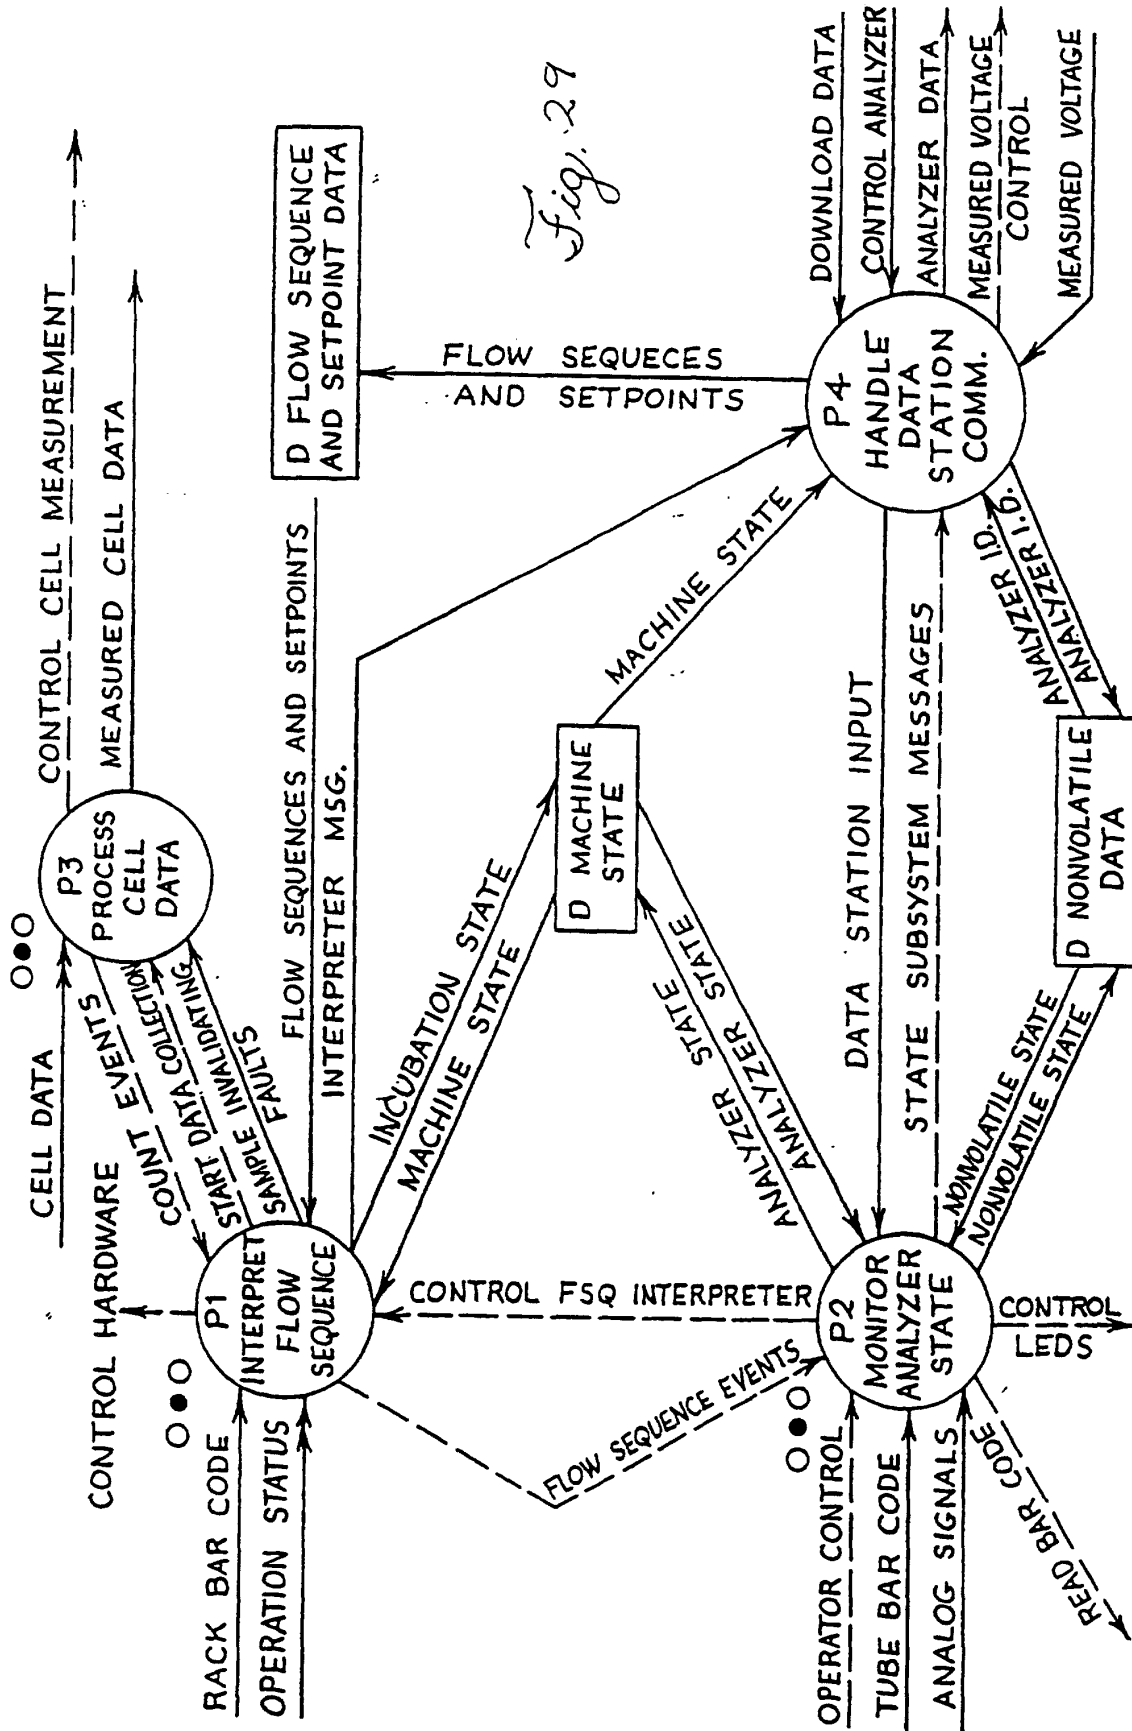 CELL DATA
P3
PROCESS
CELL
DATA
CONTROL CELL MEASUREMENT
MEASURED CELL DATA
CONTROL HARDWARE
COUNT EVENTS
START DATA COLLECTION
SAMPLE INVALIDATING
FAULTS
RACK BAR CODE
OPERATION STATUS
P1
INTERPRET
FLOW
SEQUENCE
FLOW SEQUENCES AND SETPOINTS
INTERPRETER MSG.
D FLOW SEQUENCE
AND SETPOINT DATA
INCUBATION STATE
MACHINE STATE
D MACHINE
STATE
MACHINE STATE
FLOW SEQUECES
AND SETPOINTS
Fig. 29
CONTROL FSQ INTERPRETER
FLOW SEQUENCE EVENTS
ANALYZER STATE
ANALYZER STATE
OPERATOR CONTROL
TUBE BAR CODE
ANALOG SIGNALS
READ BAR CODE
P2
MONITOR
ANALYZER
STATE
CONTROL
LEDS
DATA STATION INPUT
STATE SUBSYSTEM MESSAGES
NONVOLATILE STATE
NONVOLATILE STATE
D NONVOLATILE
DATA
ANALYZER I.D.
ANALYZER I.D.
P4
HANDLE
DATA
STATION
COMM.
DOWNLOAD DATA
CONTROL ANALYZER
ANALYZER DATA
MEASURED VOLTAGE
CONTROL
MEASURED VOLTAGE